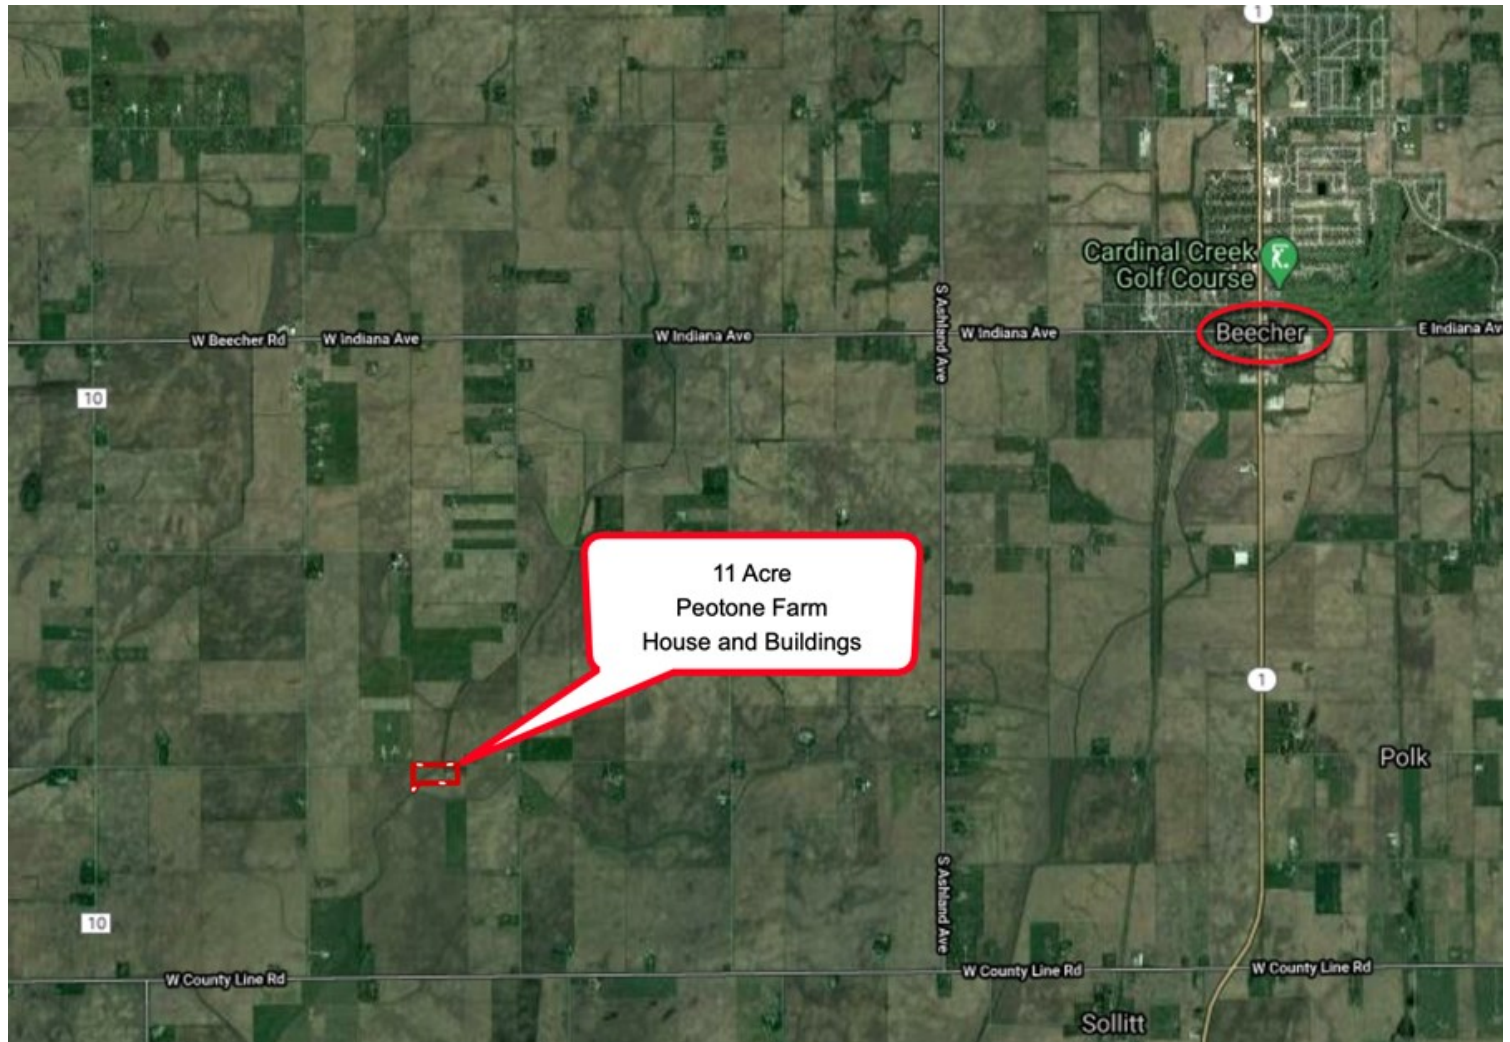 1
Cardinal Creek
Golf Course
S Ashland Ave
W Beecher Rd
W Indiana Ave
W Indiana Ave
W Indiana Ave
Beecher
E Indiana Av
10
11 Acre
Peotone Farm
House and Buildings
1
Polk
10
S Ashland Ave
W County Line Rd
W County Line Rd
W County Line Rd
Sollitt